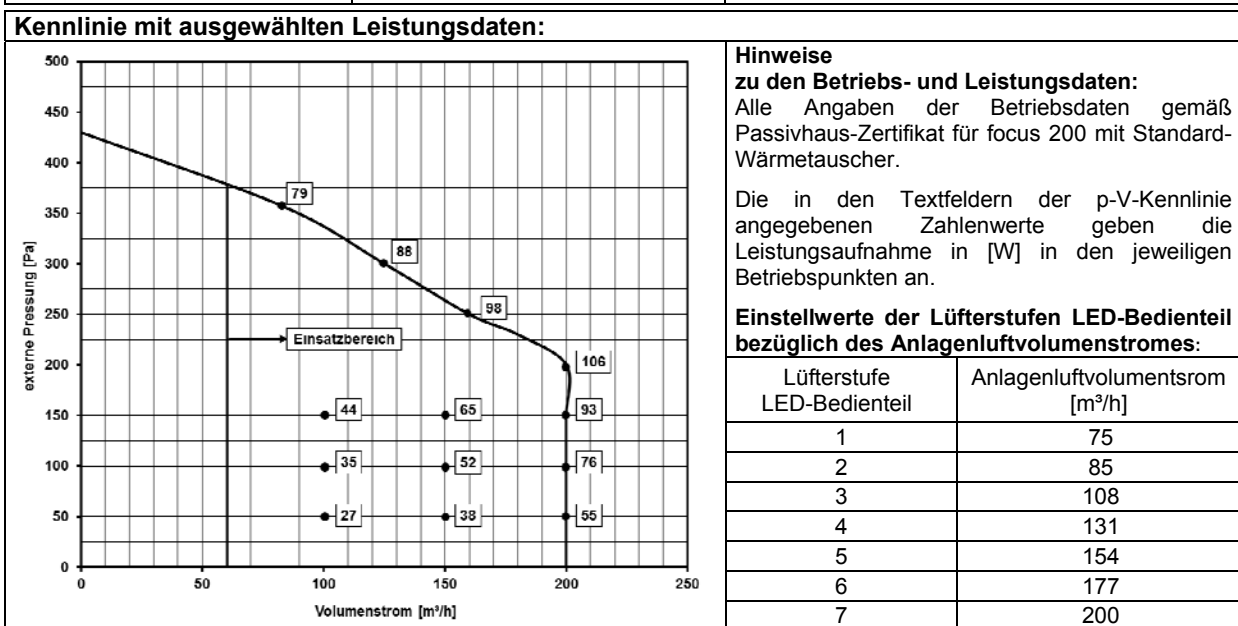 Kennlinie mit ausgewählten Leistungsdaten:
500
450
400
350
300
250
200
150
100
50
0
externe Pressung [Pa]
79
88
98
Einsatzbereich
106
44
65
93
35
52
76
27
38
55
0
50
100
150
200
250
Volumenstrom [m³/h]
Hinweise
zu den Betriebs- und Leistungsdaten:
Alle Angaben der Betriebsdaten gemäß
Passivhaus-Zertifikat für focus 200 mit Standard-
Wärmetauscher.
Die in den Textfeldern der p-V-Kennlinie
angegebenen Zahlenwerte geben die
Leistungsaufnahme in [W] in den jeweiligen
Betriebspunkten an.
Einstellwerte der Lüfterstufen LED-Bedienteil
bezüglich des Anlagenluftvolumenstromes:
Lüfterstufe Anlagenluftvolumentsrom
LED-Bedienteil [m³/h]
1 75
2 85
3 108
4 131
5 154
6 177
7 200